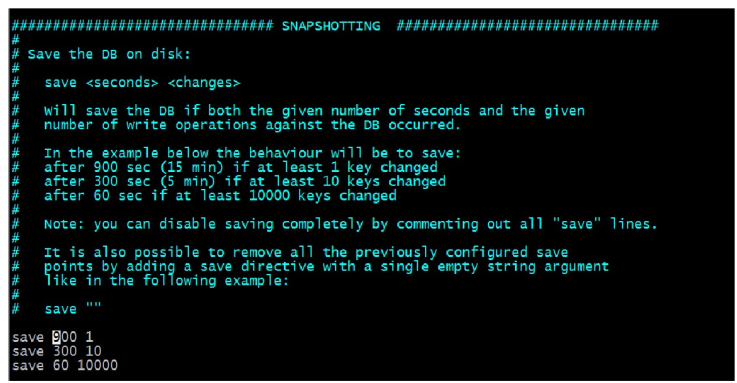 ################################ SNAPSHOTTING ################################
#
# Save the DB on disk:
#
#   save <seconds> <changes>
#
#   Will save the DB if both the given number of seconds and the given
#   number of write operations against the DB occurred.
#
#   In the example below the behaviour will be to save:
#   after 900 sec (15 min) if at least 1 key changed
#   after 300 sec (5 min) if at least 10 keys changed
#   after 60 sec if at least 10000 keys changed
#
#   Note: you can disable saving completely by commenting out all "save" lines.
#
#   It is also possible to remove all the previously configured save
#   points by adding a save directive with a single empty string argument
#   like in the following example:
#
#   save ""

save 900 1
save 300 10
save 60 10000